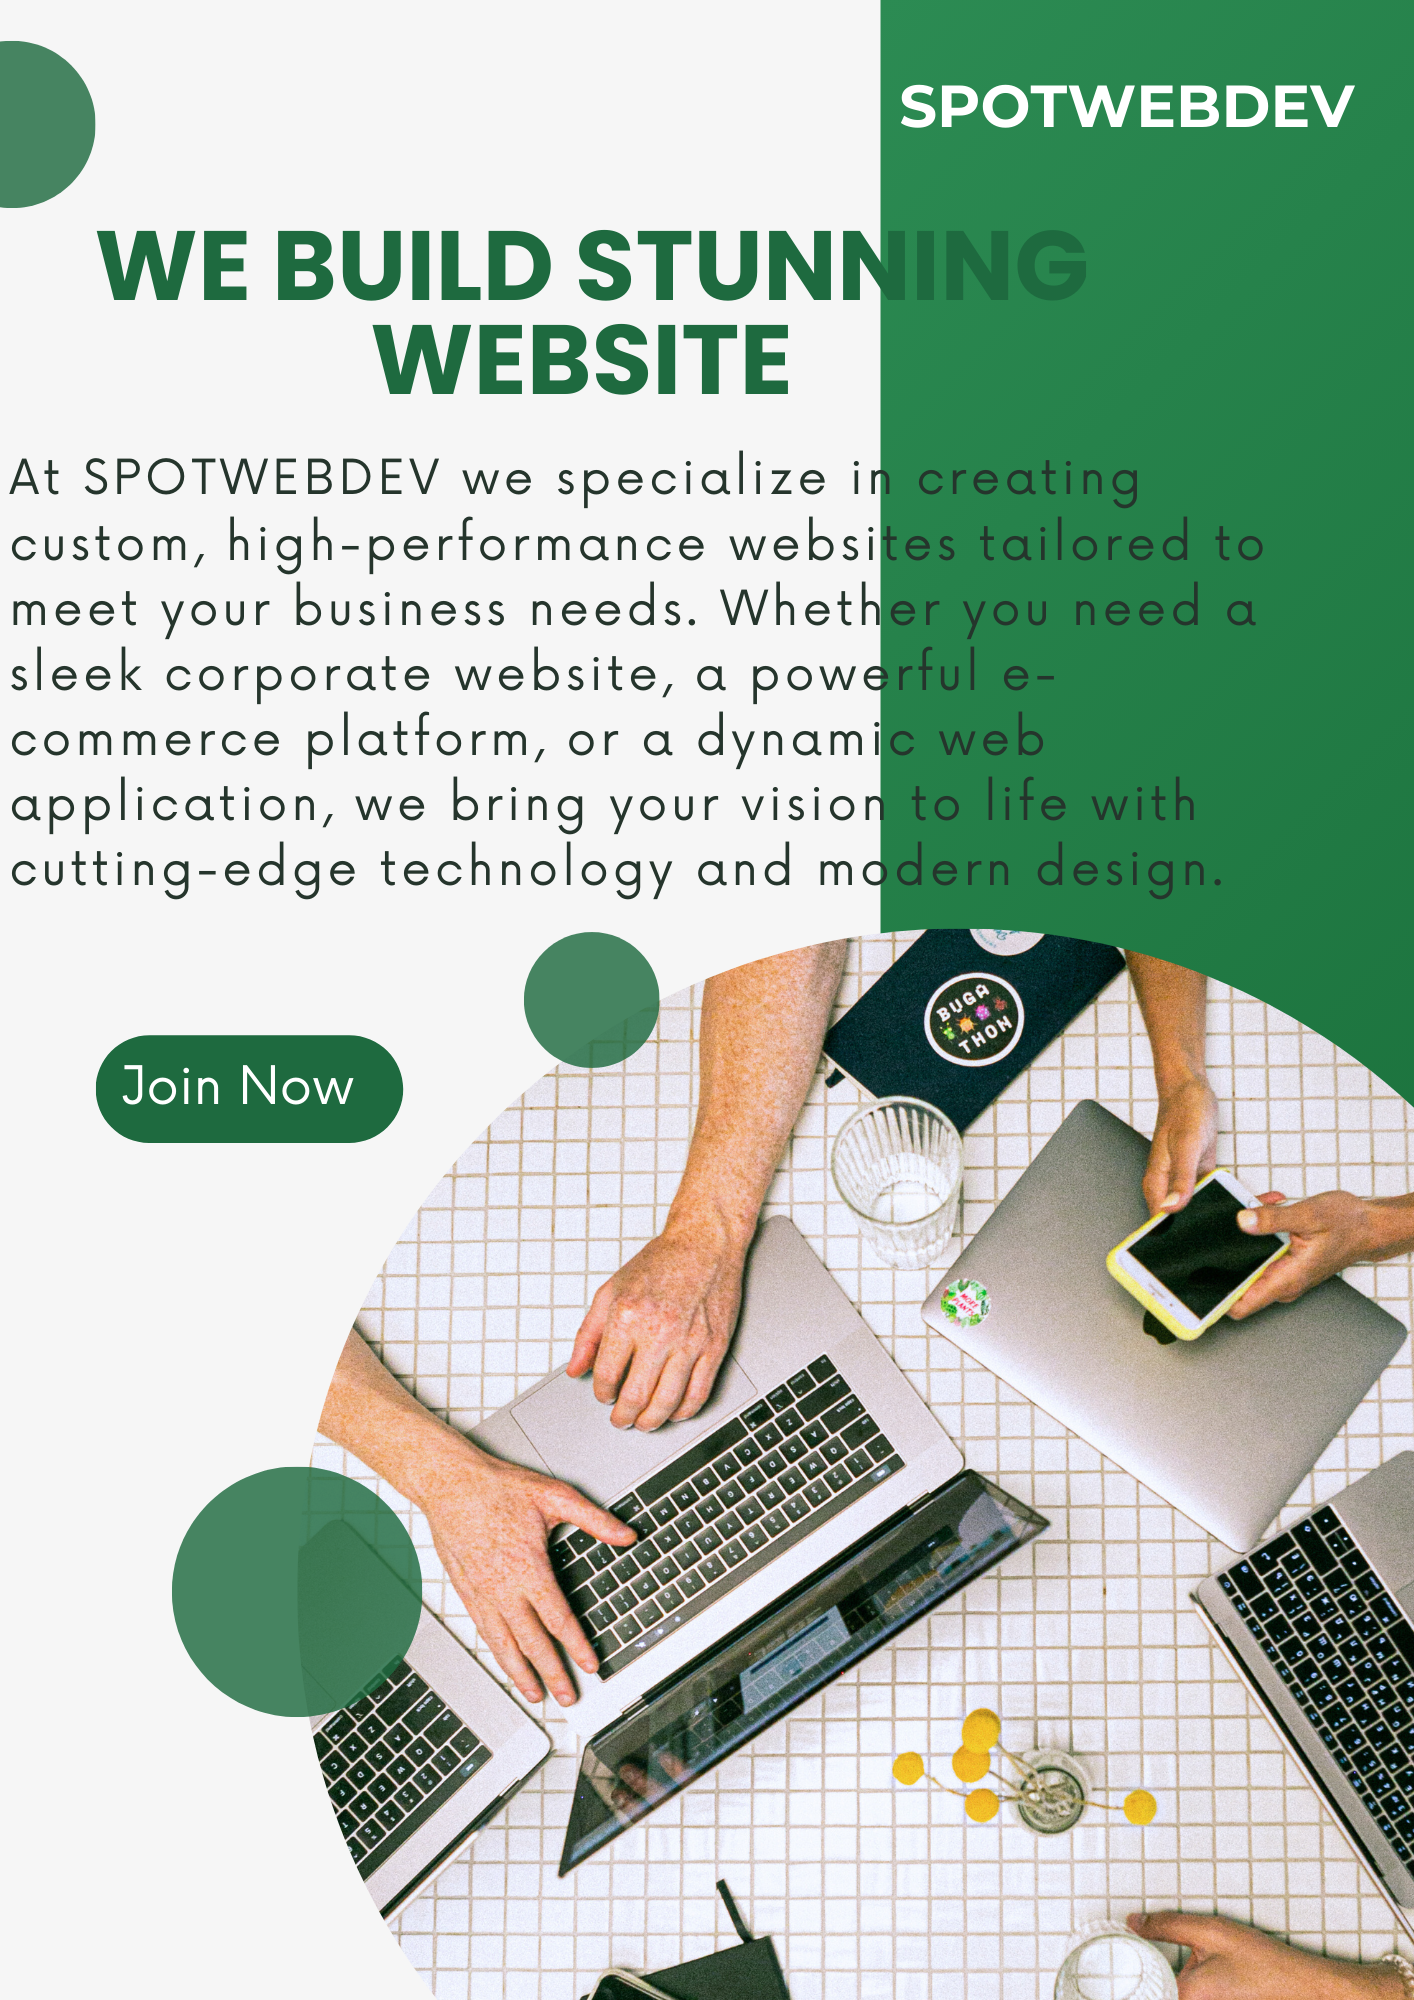 SPOTWEBDEV
WE BUILD STUNNING
WEBSITE
At SPOTWEBDEV we specialize in creating
custom, high-performance websites tailored to
meet your business needs. Whether you need a
sleek corporate website, a powerful e-
commerce platform, or a dynamic web
application, we bring your vision to life with
cutting-edge technology and modern design.
Join Now
BUGA
THON
MORE
PLANTS